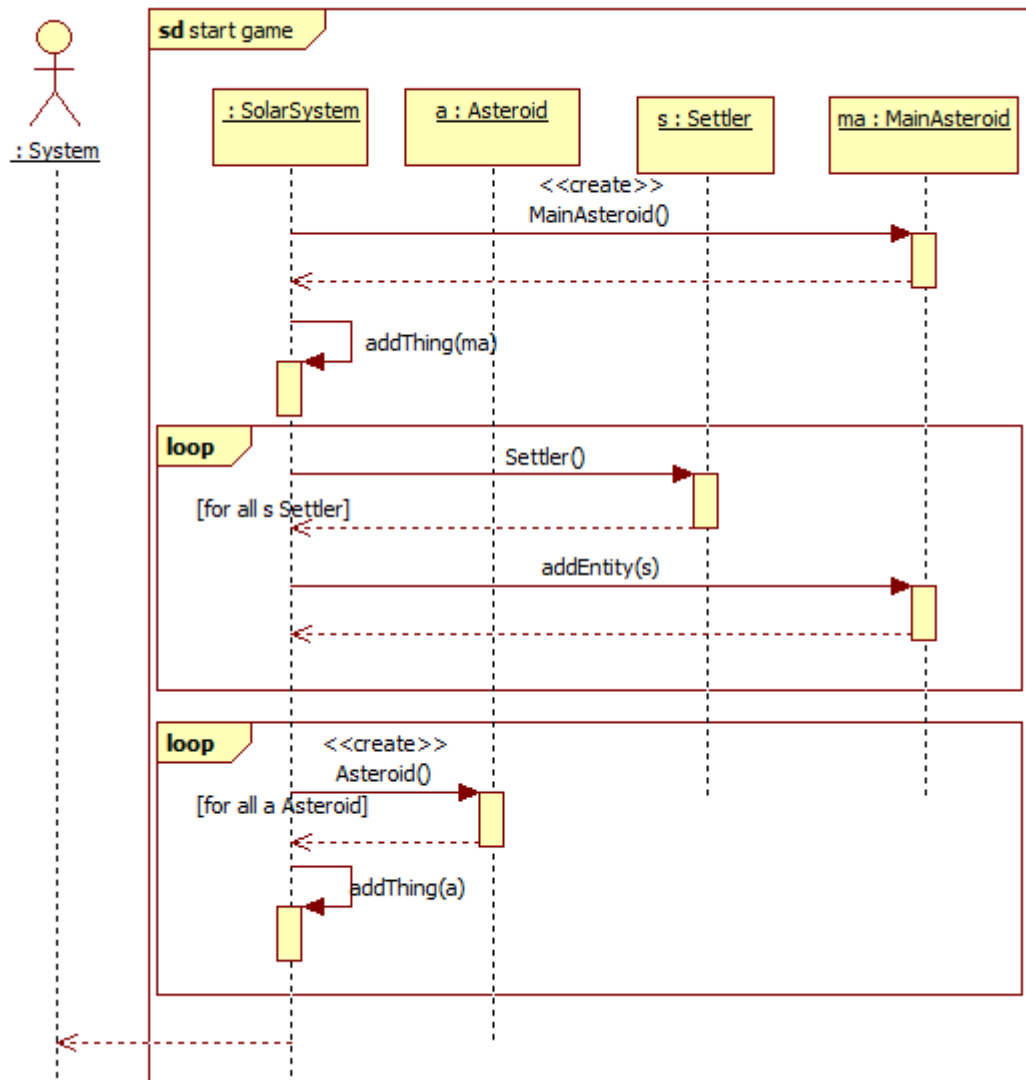 sd start game
: System
: SolarSystem
a : Asteroid
s : Settler
ma : MainAsteroid
<<create>>
MainAsteroid()
addThing(ma)
loop
Settler()
[for all s Settler]
addEntity(s)
loop
<<create>>
Asteroid()
[for all a Asteroid]
addThing(a)